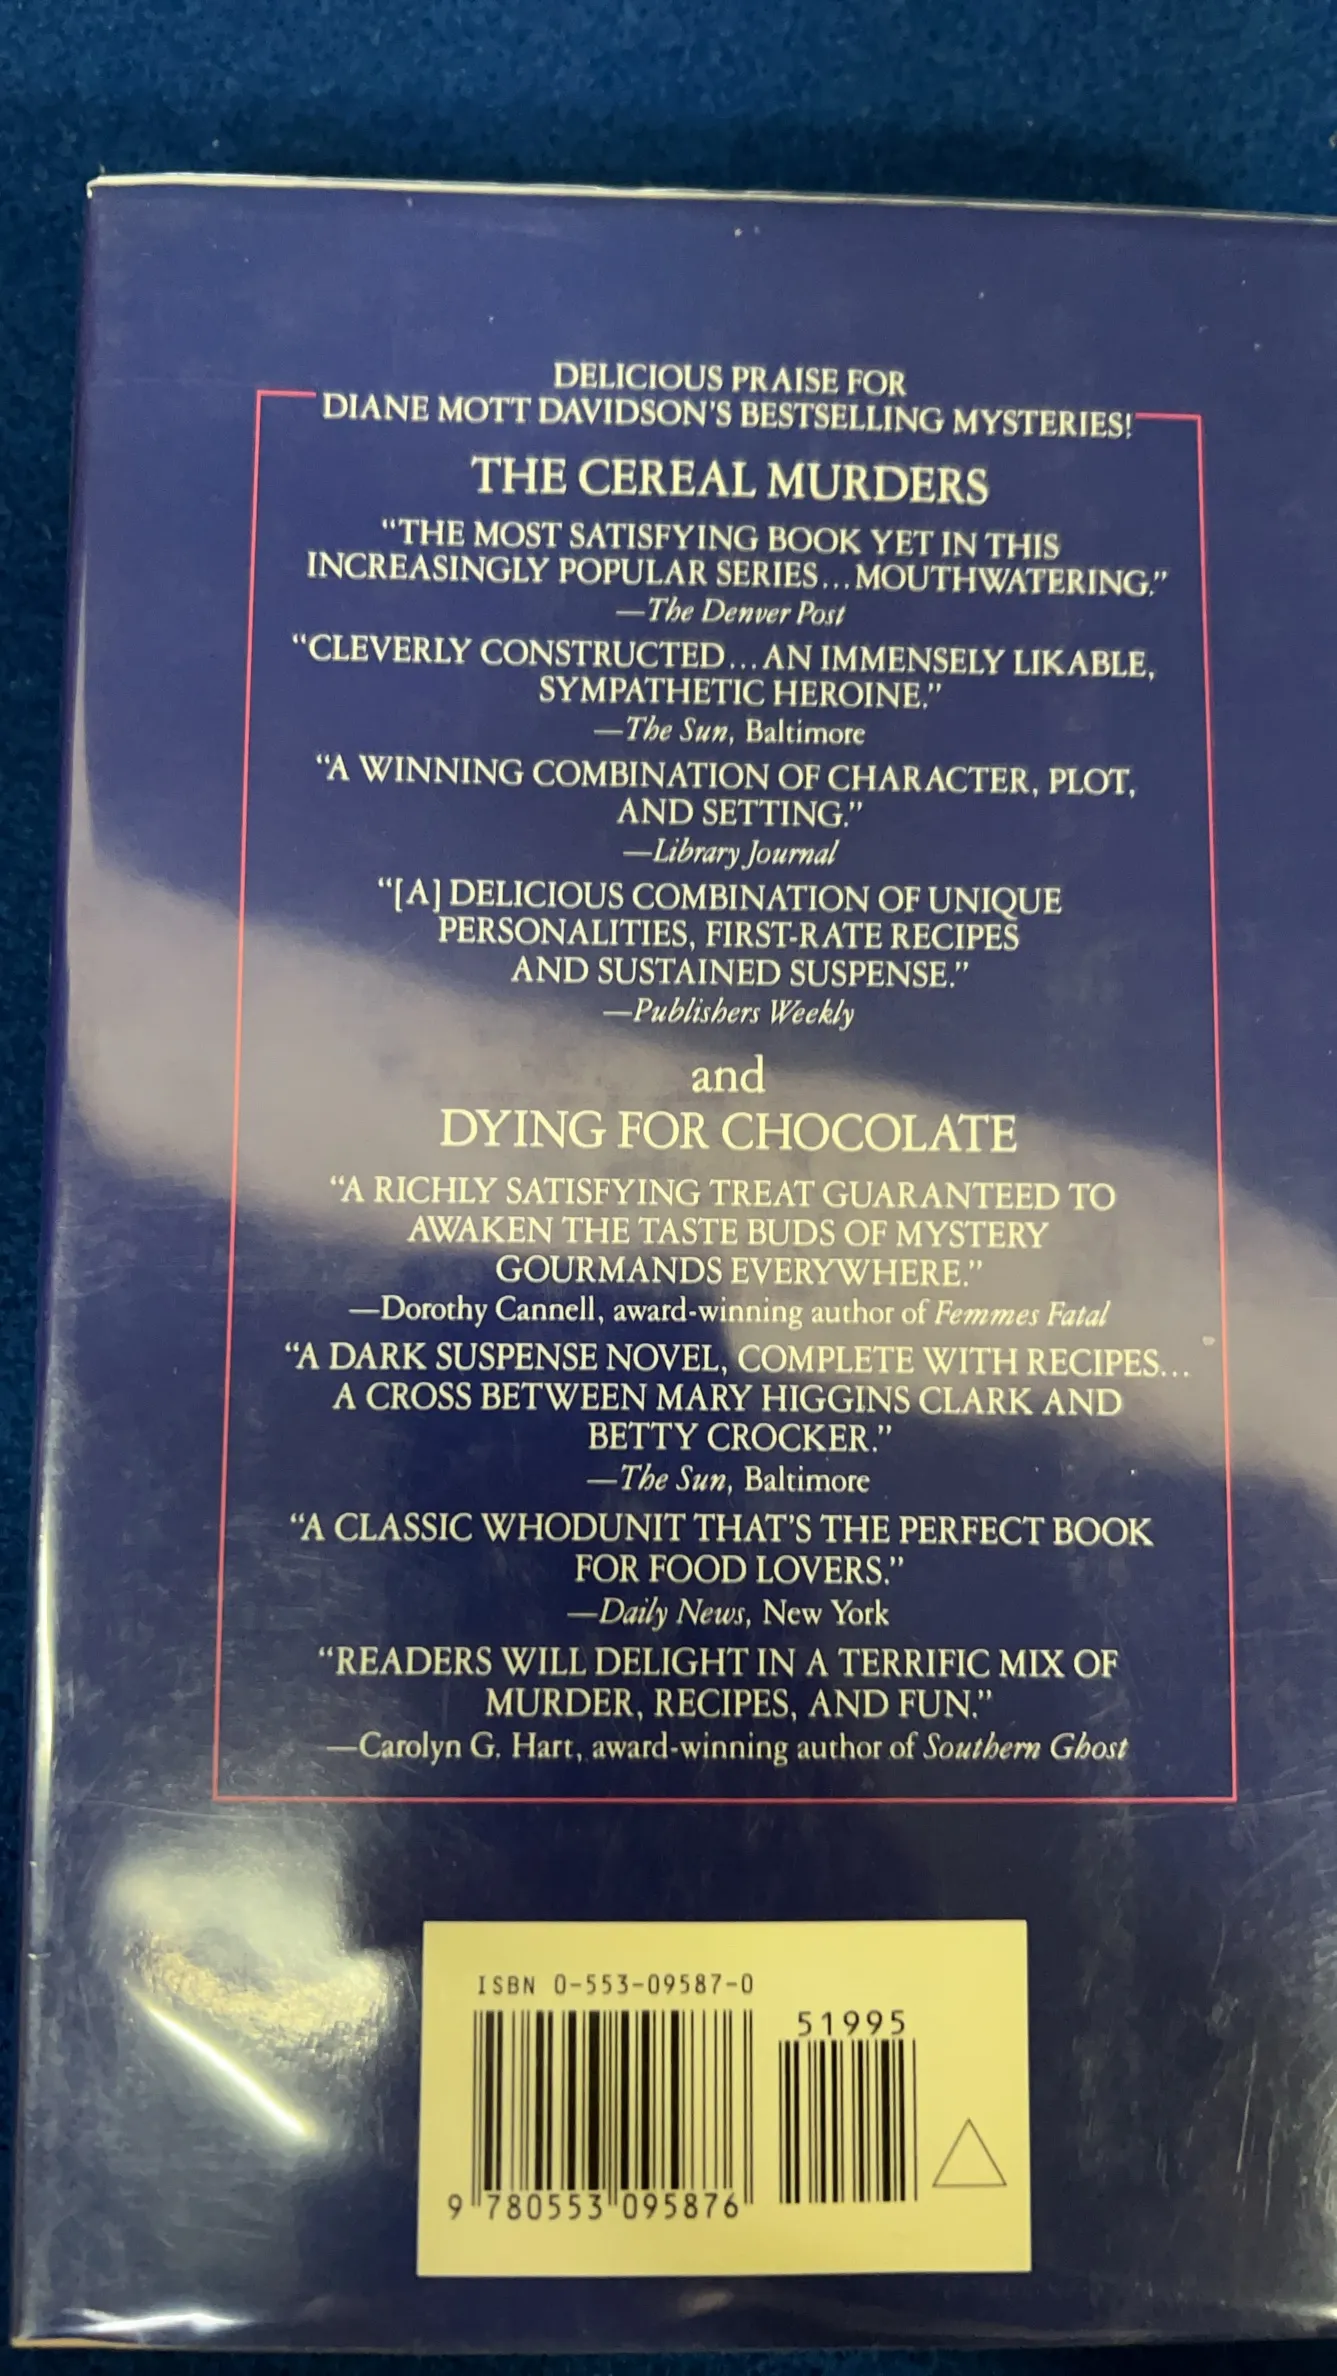 DELICIOUS PRAISE FOR
DIANE MOTT DAVIDSON'S BESTSELLING MYSTERIES!
THE CEREAL MURDERS
“THE MOST SATISFYING BOOK YET IN THIS
INCREASINGLY POPULAR SERIES...MOUTHWATERING.”
—The Denver Post
“CLEVERLY CONSTRUCTED...AN IMMENSELY LIKABLE,
SYMPATHETIC HEROINE.”
—The Sun, Baltimore
“A WINNING COMBINATION OF CHARACTER, PLOT,
AND SETTING.”
—Library Journal
“[A] DELICIOUS COMBINATION OF UNIQUE
PERSONALITIES, FIRST-RATE RECIPES
AND SUSTAINED SUSPENSE.”
—Publishers Weekly
and
DYING FOR CHOCOLATE
“A RICHLY SATISFYING TREAT GUARANTEED TO
AWAKEN THE TASTE BUDS OF MYSTERY
GOURMANDS EVERYWHERE.”
—Dorothy Cannell, award-winning author of Femmes Fatal
“A DARK SUSPENSE NOVEL, COMPLETE WITH RECIPES...
A CROSS BETWEEN MARY HIGGINS CLARK AND
BETTY CROCKER.”
—The Sun, Baltimore
“A CLASSIC WHODUNIT THAT'S THE PERFECT BOOK
FOR FOOD LOVERS.”
—Daily News, New York
“READERS WILL DELIGHT IN A TERRIFIC MIX OF
MURDER, RECIPES, AND FUN.”
—Carolyn G. Hart, award-winning author of Southern Ghost
ISBN 0-553-09587-0
51995
9 780553 095876